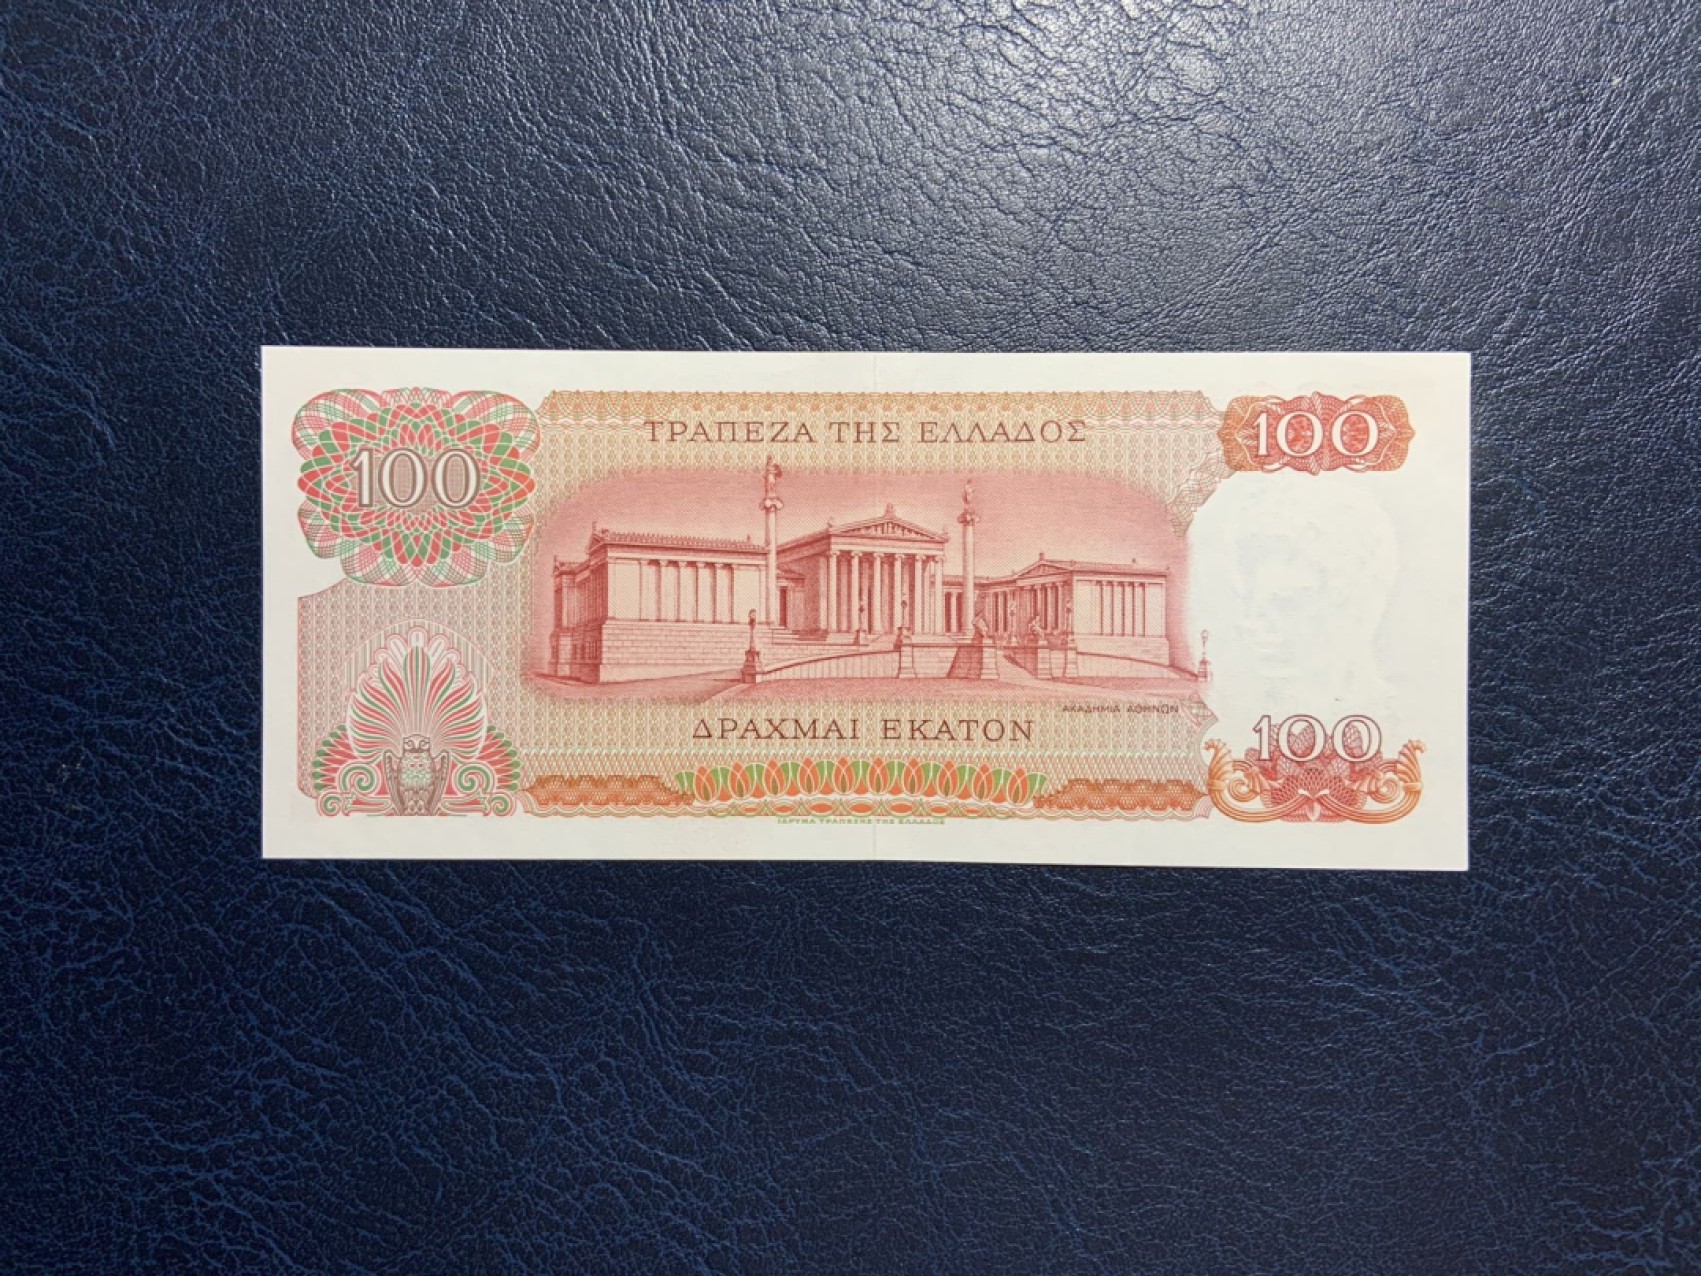 ΤΡΑΠΕΖΑ ΤΗΣ ΕΛΛΑΔΟΣ
100
100
ΑΚΑΔΗΜΙΑ ΑΘΗΝΩΝ
ΔΡΑΧΜΑΙ ΕΚΑΤΟΝ
100
ΙΔΡΥΜΑ ΤΡΑΠΕΖΗΣ ΤΗΣ ΕΛΛΑΔΟΣ